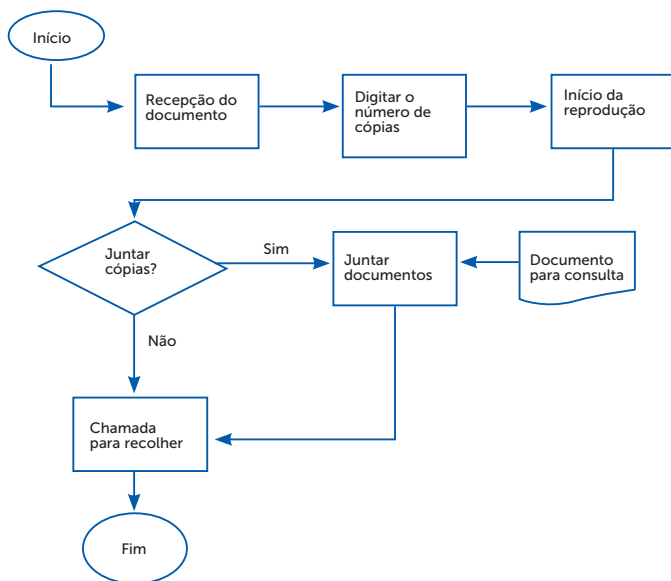 Início
Recepção do
documento
Digitar o
número de
cópias
Início da
reprodução
Juntar
cópias?
Sim
Juntar
documentos
Documento
para consulta
Não
Chamada
para recolher
Fim